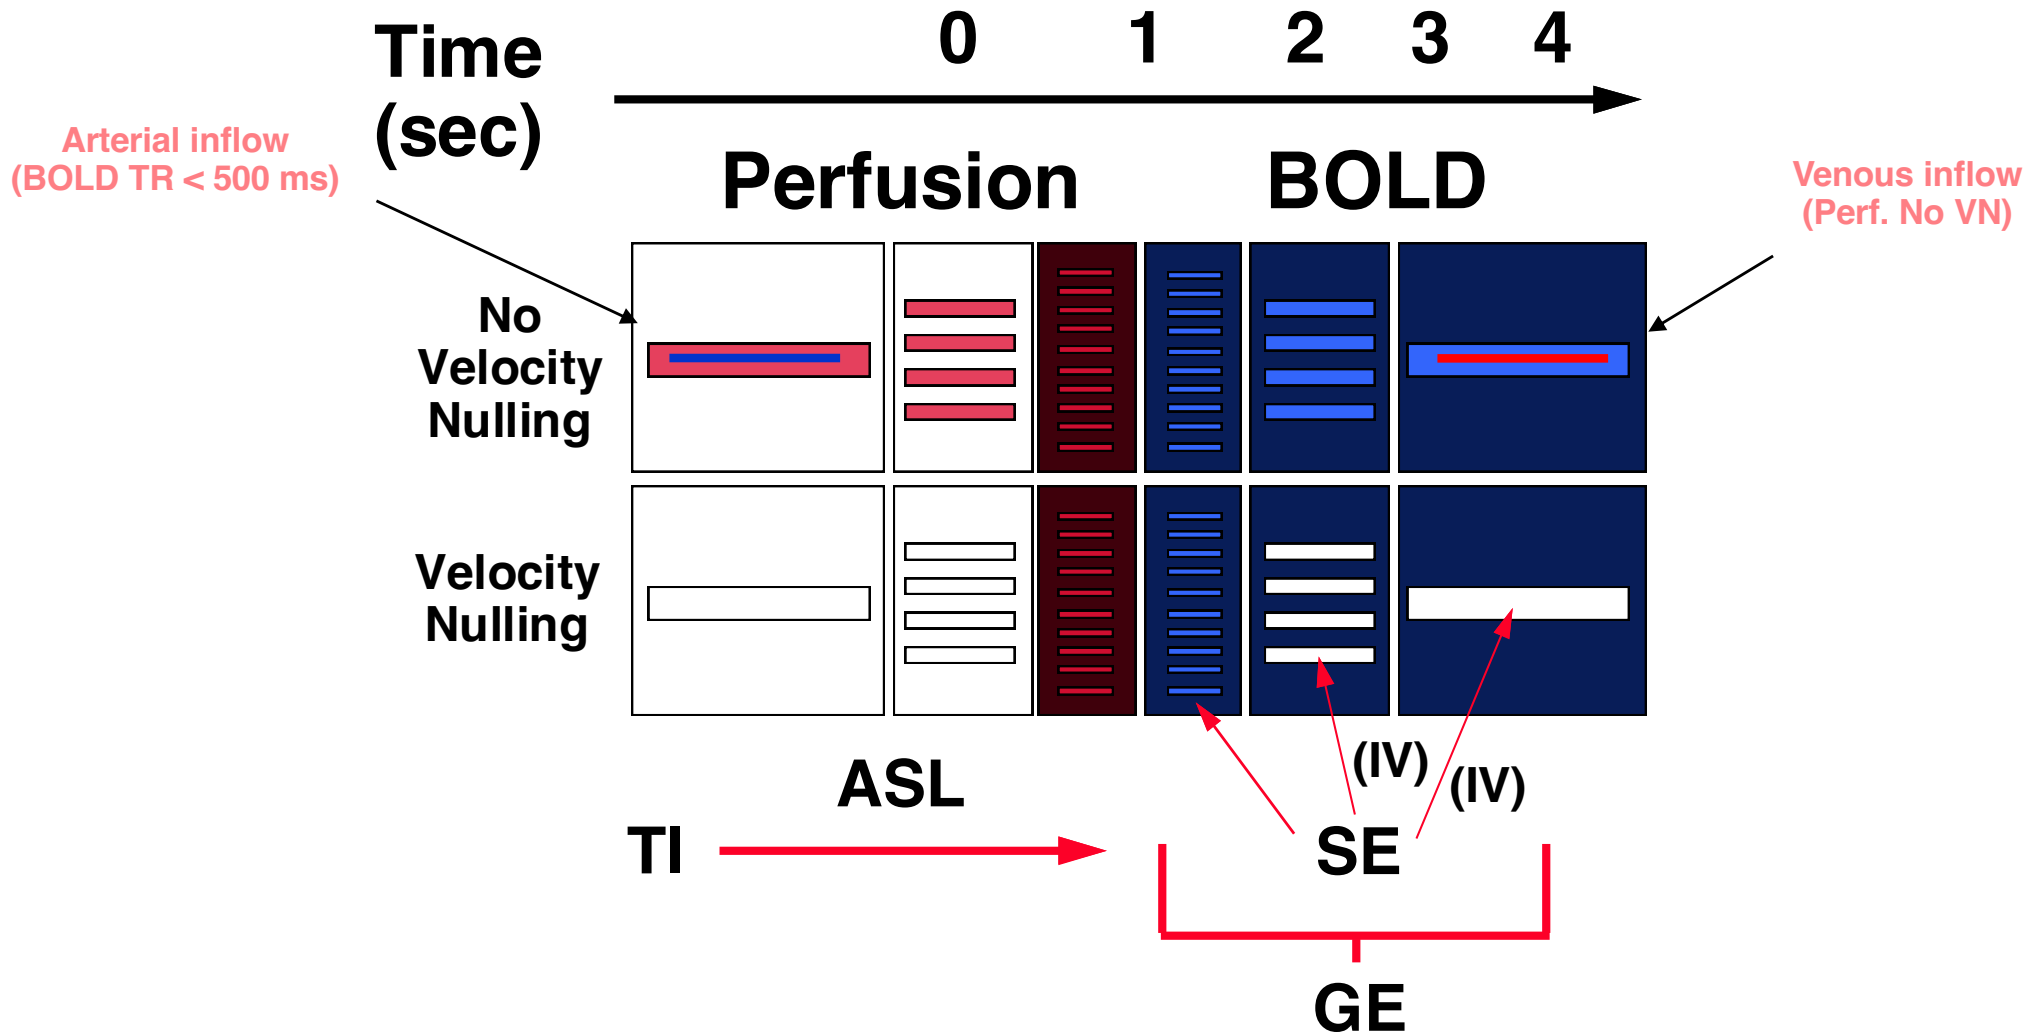 Time
(sec)
0 1 2 3 4
Arterial inflow
(BOLD TR < 500 ms)
Perfusion
BOLD
Venous inflow
(Perf. No VN)
No
Velocity
Nulling
Velocity
Nulling
ASL
(IV)
(IV)
TI
SE
GE